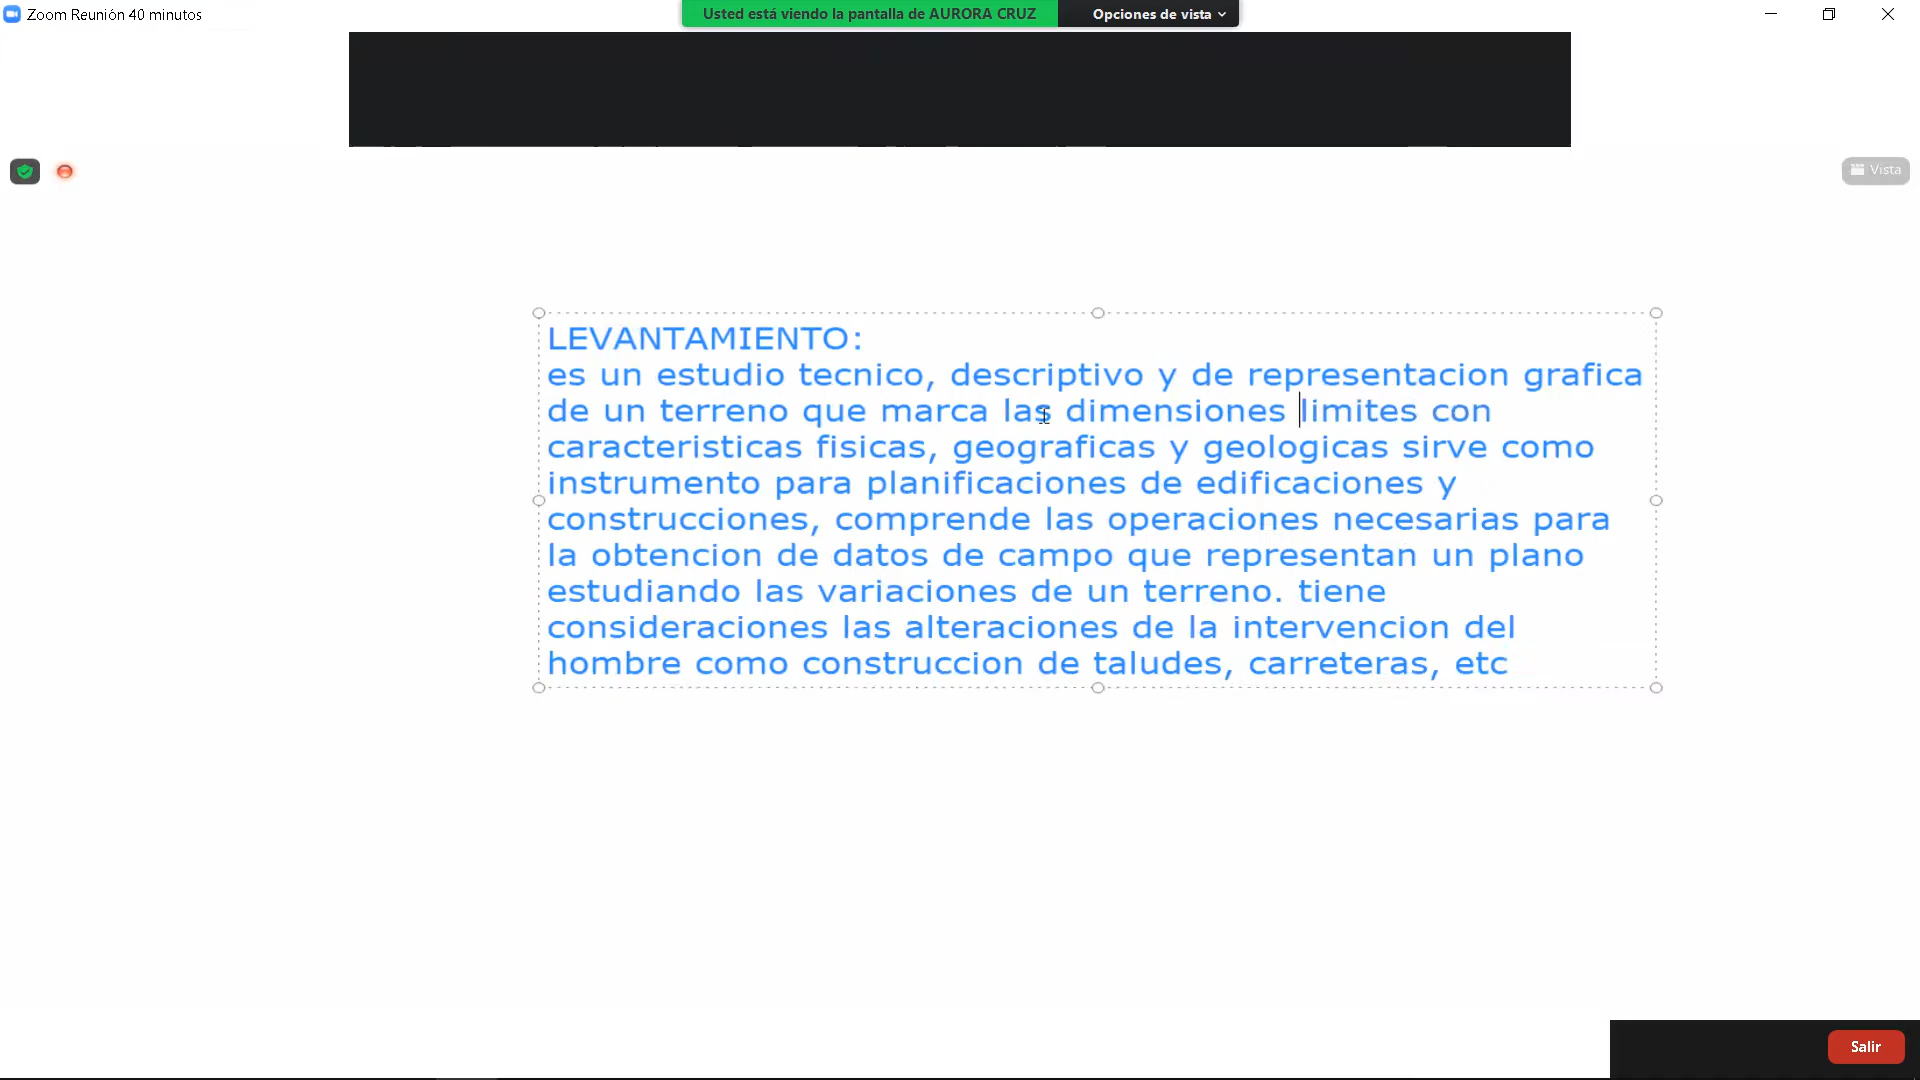 Zoom Reunión 40 minutos
Usted está viendo la pantalla de AURORA CRUZ
Opciones de vista
Vista
LEVANTAMIENTO:
es un estudio tecnico, descriptivo y de representacion grafica
de un terreno que marca las dimensiones limites con
caracteristicas fisicas, geograficas y geologicas sirve como
instrumento para planificaciones de edificaciones y
construcciones, comprende las operaciones necesarias para
la obtencion de datos de campo que representan un plano
estudiando las variaciones de un terreno. tiene
consideraciones las alteraciones de la intervencion del
hombre como construccion de taludes, carreteras, etc
Salir